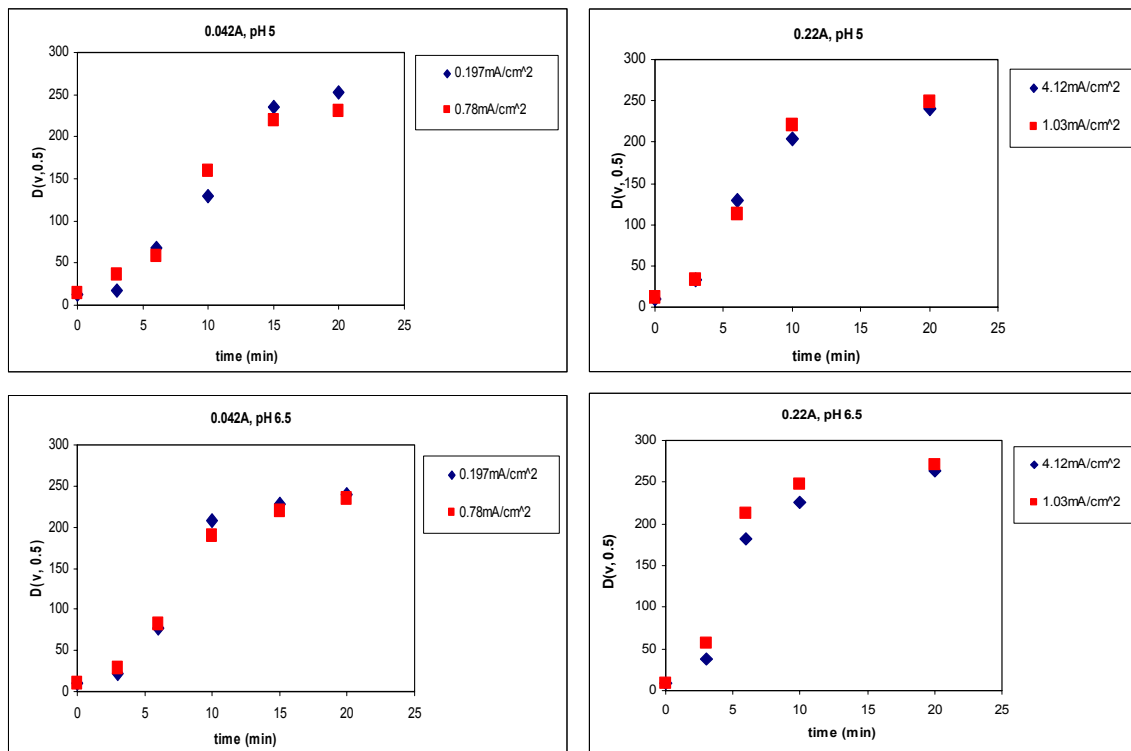 0.042A, pH 5
300
250
200
150
100
50
0
D(v,0.5)
0 5 10 15 20 25
time (min)
0.197mA/cm^2
0.78mA/cm^2
0.22A, pH 5
300
250
200
150
100
50
0
D(v, 0.5)
0 5 10 15 20 25
time (min)
4.12mA/cm^2
1.03mA/cm^2
0.042A, pH 6.5
300
250
200
150
100
50
0
D(v, 0.5)
0 5 10 15 20 25
time (min)
0.197mA/cm^2
0.78mA/cm^2
0.22A, pH 6.5
300
250
200
150
100
50
0
D(v, 0.5)
0 5 10 15 20 25
time (min)
4.12mA/cm^2
1.03mA/cm^2